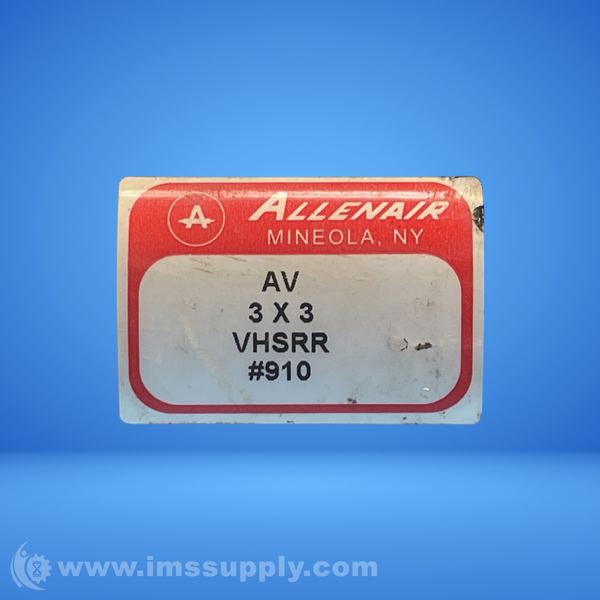 A
ALLENAIR
MINEOLA, NY
AV
3 X 3
VHSRR
#910
www.imssupply.com